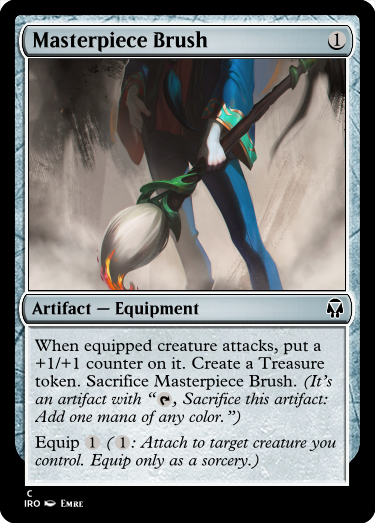 Masterpiece Brush 1
Artifact — Equipment
When equipped creature attacks, put a
+1/+1 counter on it. Create a Treasure
token. Sacrifice Masterpiece Brush. (It's
an artifact with “, Sacrifice this artifact:
Add one mana of any color.”)
Equip 1 ( 1: Attach to target creature you
control. Equip only as a sorcery.)
C
IRO Emre